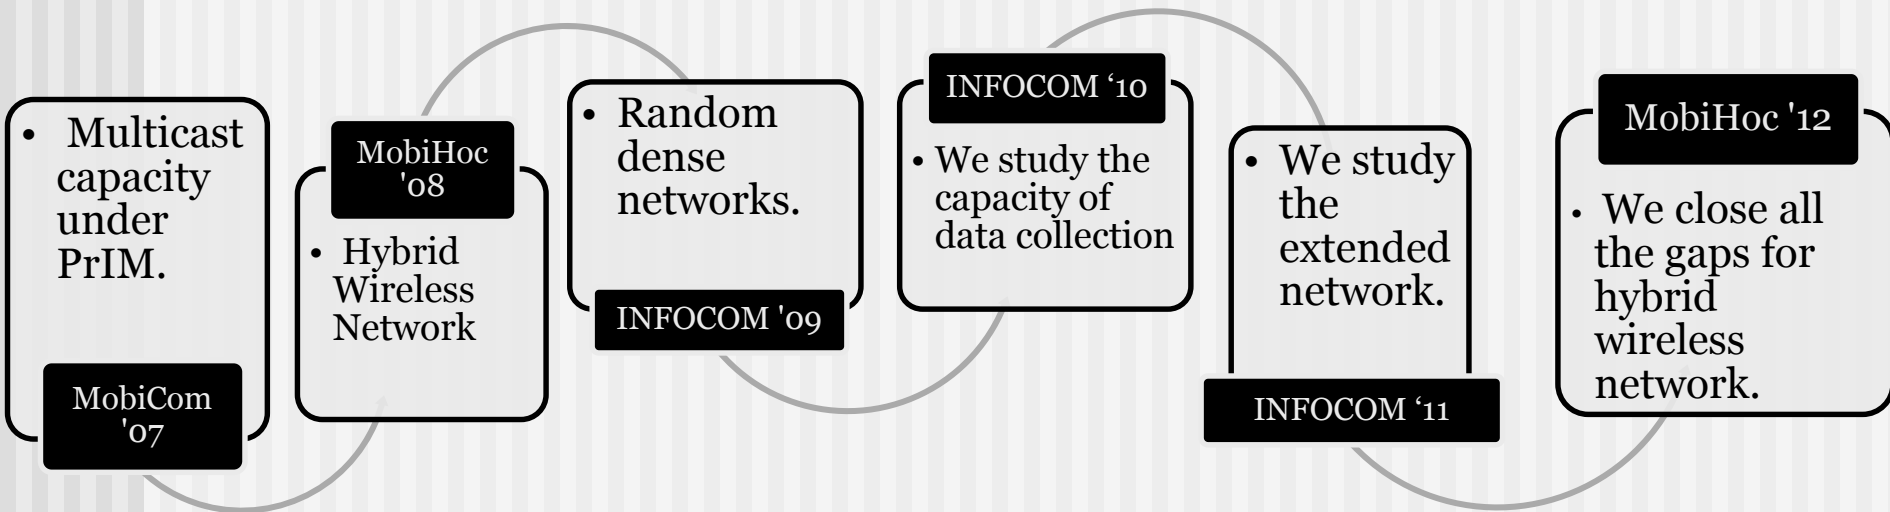 • Multicast
capacity
under
PrIM.
MobiCom
'07
MobiHoc
'08
• Hybrid
Wireless
Network
• Random
dense
networks.
INFOCOM '09
INFOCOM ‘10
• We study the
capacity of
data collection
• We study
the
extended
network.
INFOCOM ‘11
MobiHoc '12
• We close all
the gaps for
hybrid
wireless
network.